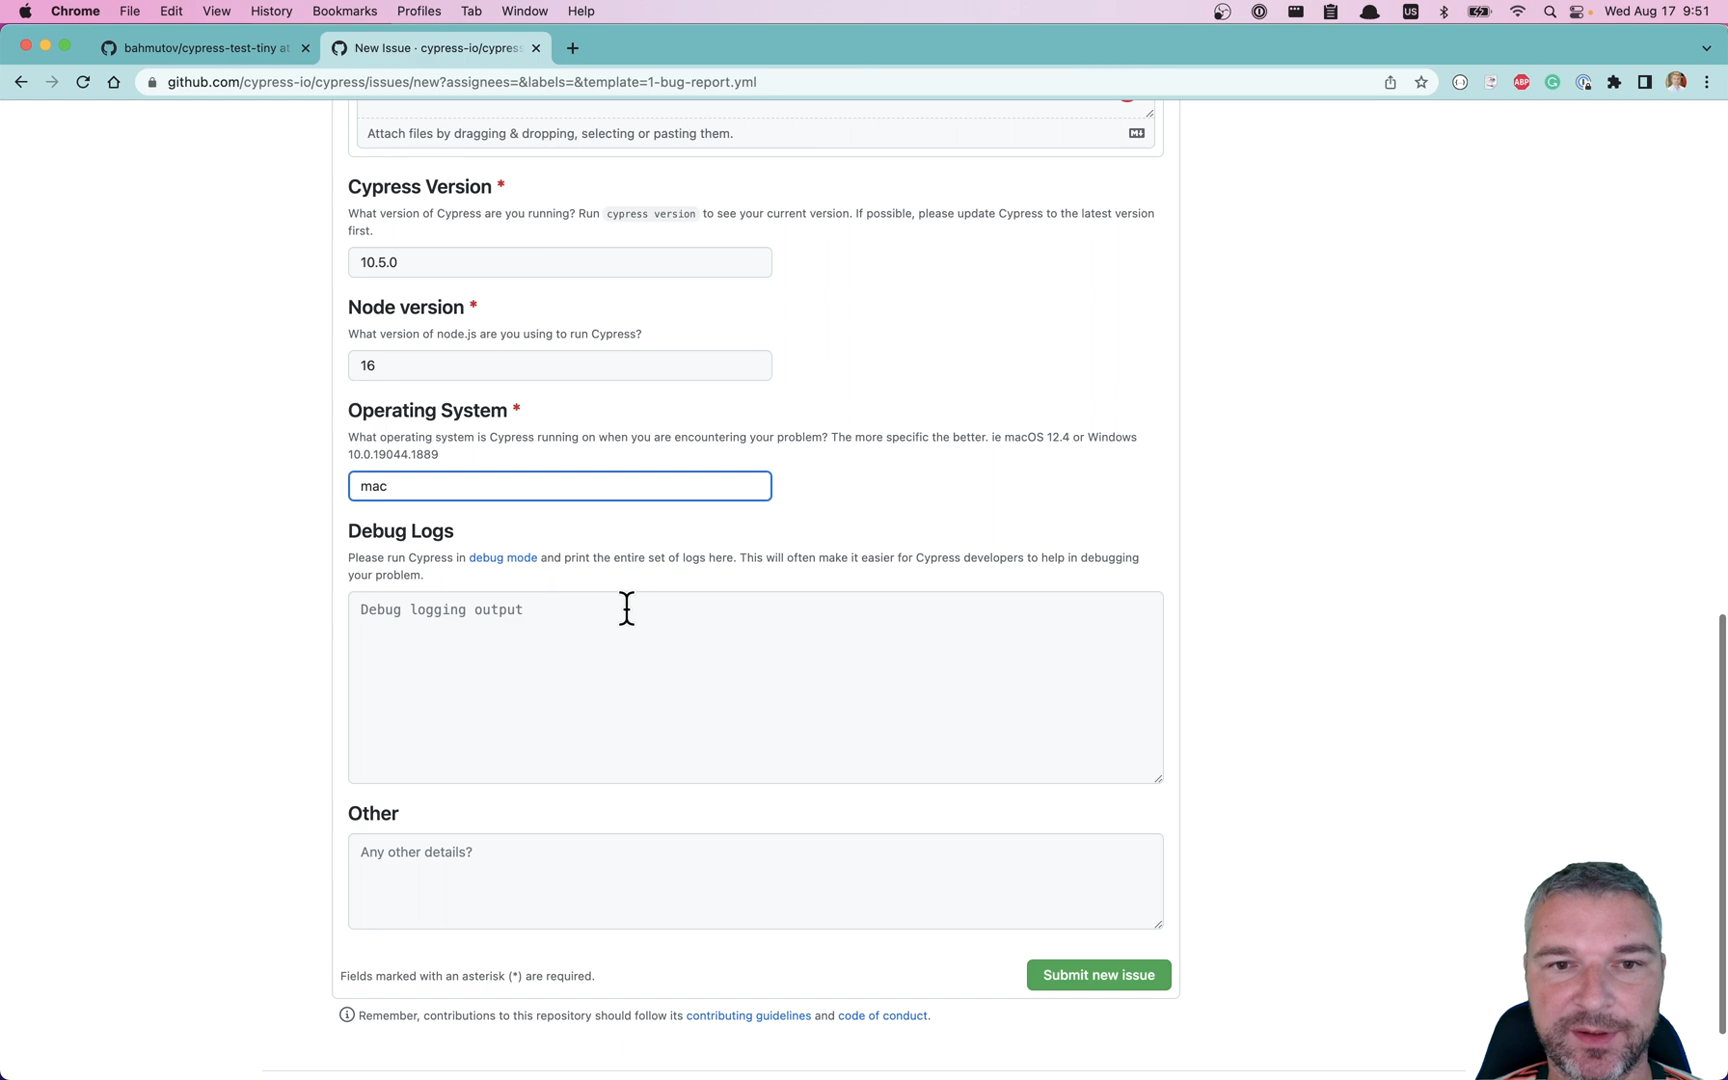 Chrome File Edit View History Bookmarks Profiles Tab Window Help US Wed Aug 17 9:51
bahmutov/cypress-test-tiny at New Issue · cypress-io/cypress
github.com/cypress-io/cypress/issues/new?assignees=&labels=&template=1-bug-report.yml ABP
Attach files by dragging & dropping, selecting or pasting them.
Cypress Version *
What version of Cypress are you running? Run cypress version to see your current version. If possible, please update Cypress to the latest version
first.
10.5.0
Node version *
What version of node.js are you using to run Cypress?
16
Operating System *
What operating system is Cypress running on when you are encountering your problem? The more specific the better. ie macOS 12.4 or Windows
10.0.19044.1889
mac
Debug Logs
Please run Cypress in debug mode and print the entire set of logs here. This will often make it easier for Cypress developers to help in debugging
your problem.
Debug logging output
Other
Any other details?
Fields marked with an asterisk (*) are required.
Submit new issue
Remember, contributions to this repository should follow its contributing guidelines and code of conduct.